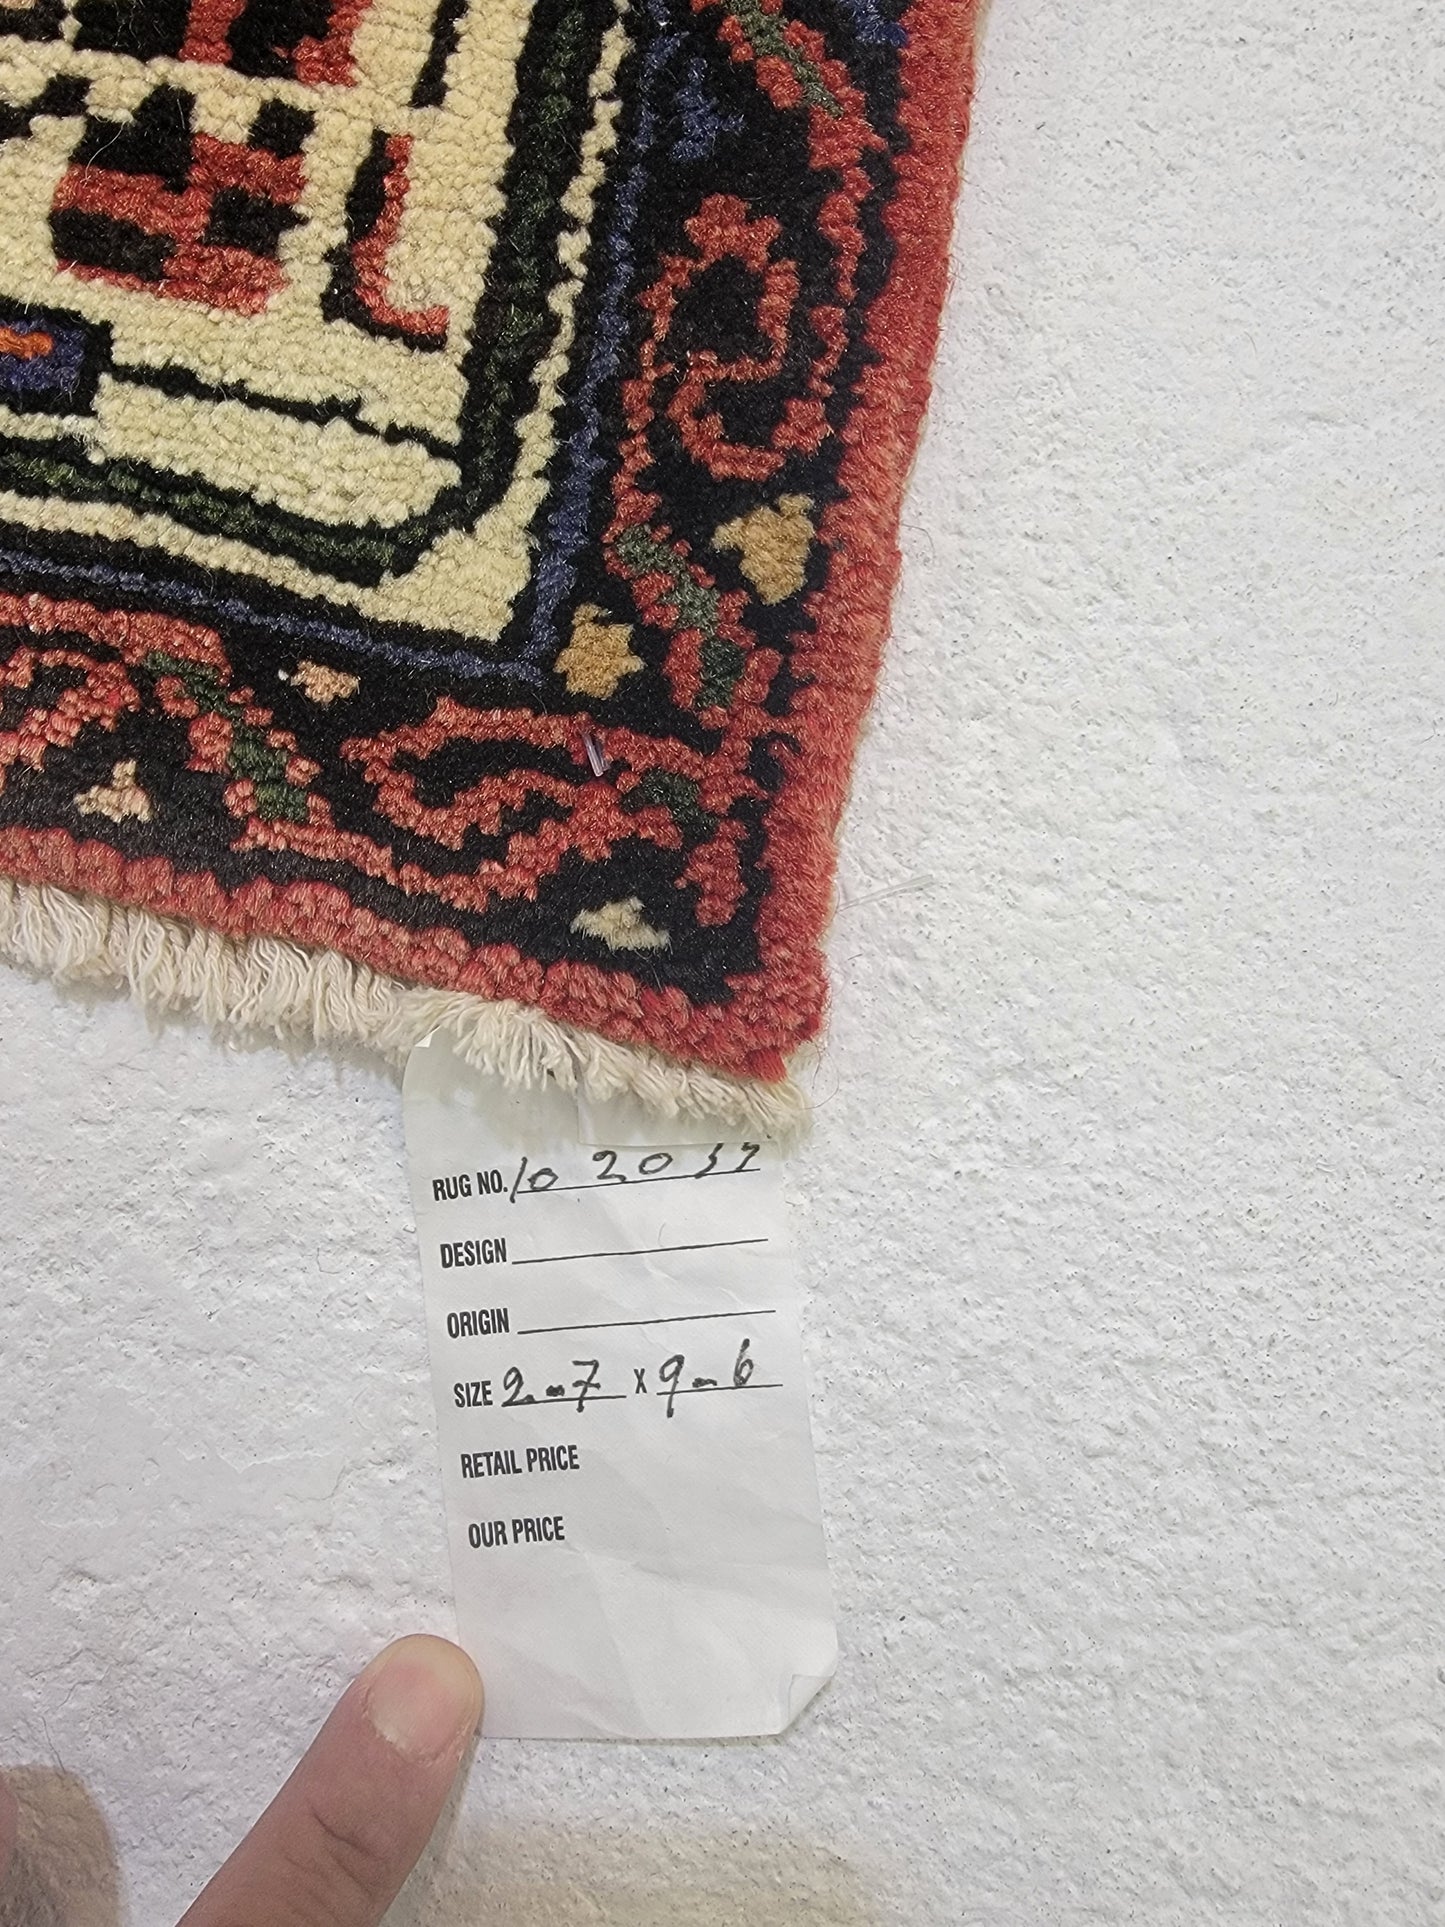 RUG NO. 102037
DESIGN
ORIGIN
SIZE 2-7 X 9-6
RETAIL PRICE
OUR PRICE